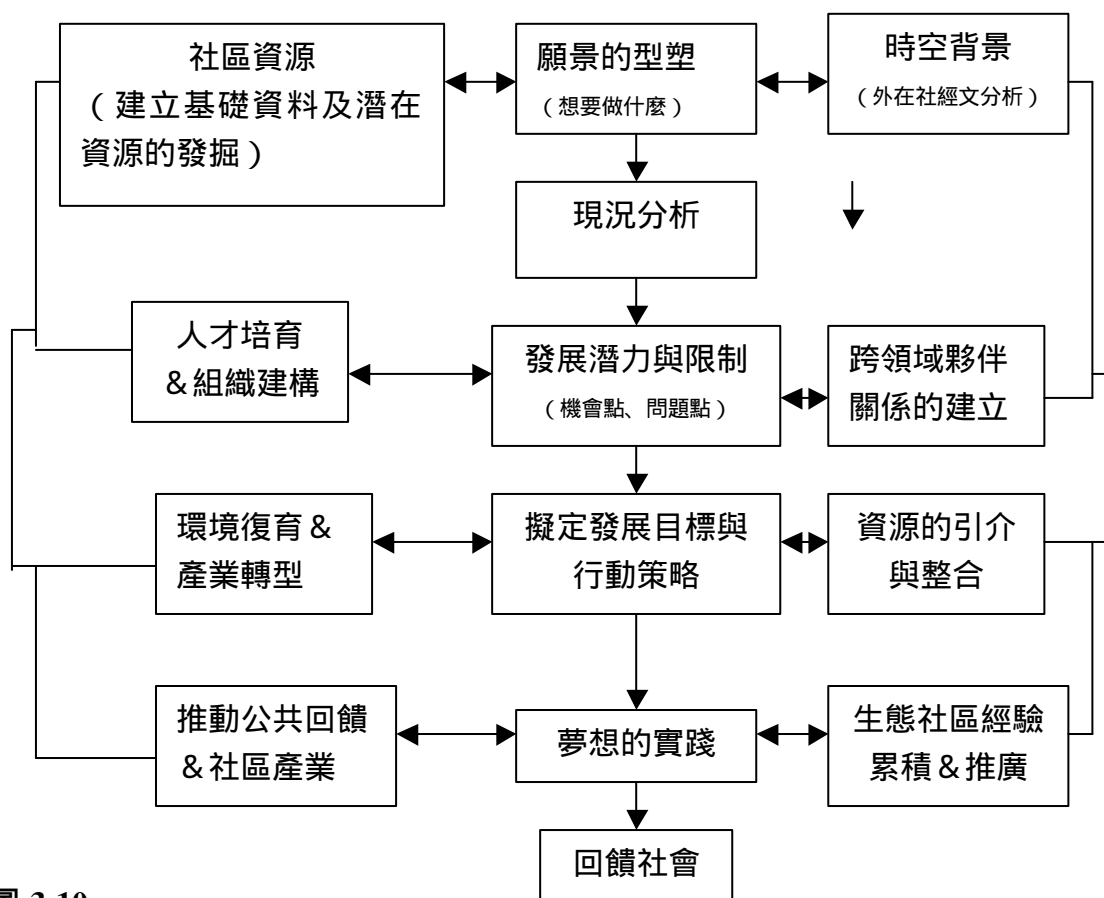 社區資源
（建立基礎資料及潛在
資源的發掘）
願景的型塑
（想要做什麼）
時空背景
（外在社經文分析）
現況分析
人才培育
＆組織建構
發展潛力與限制
（機會點、問題點）
跨領域夥伴
關係的建立
環境復育＆
產業轉型
擬定發展目標與
行動策略
資源的引介
與整合
推動公共回饋
＆社區產業
夢想的實踐
生態社區經驗
累積＆推廣
回饋社會
圖 3-10